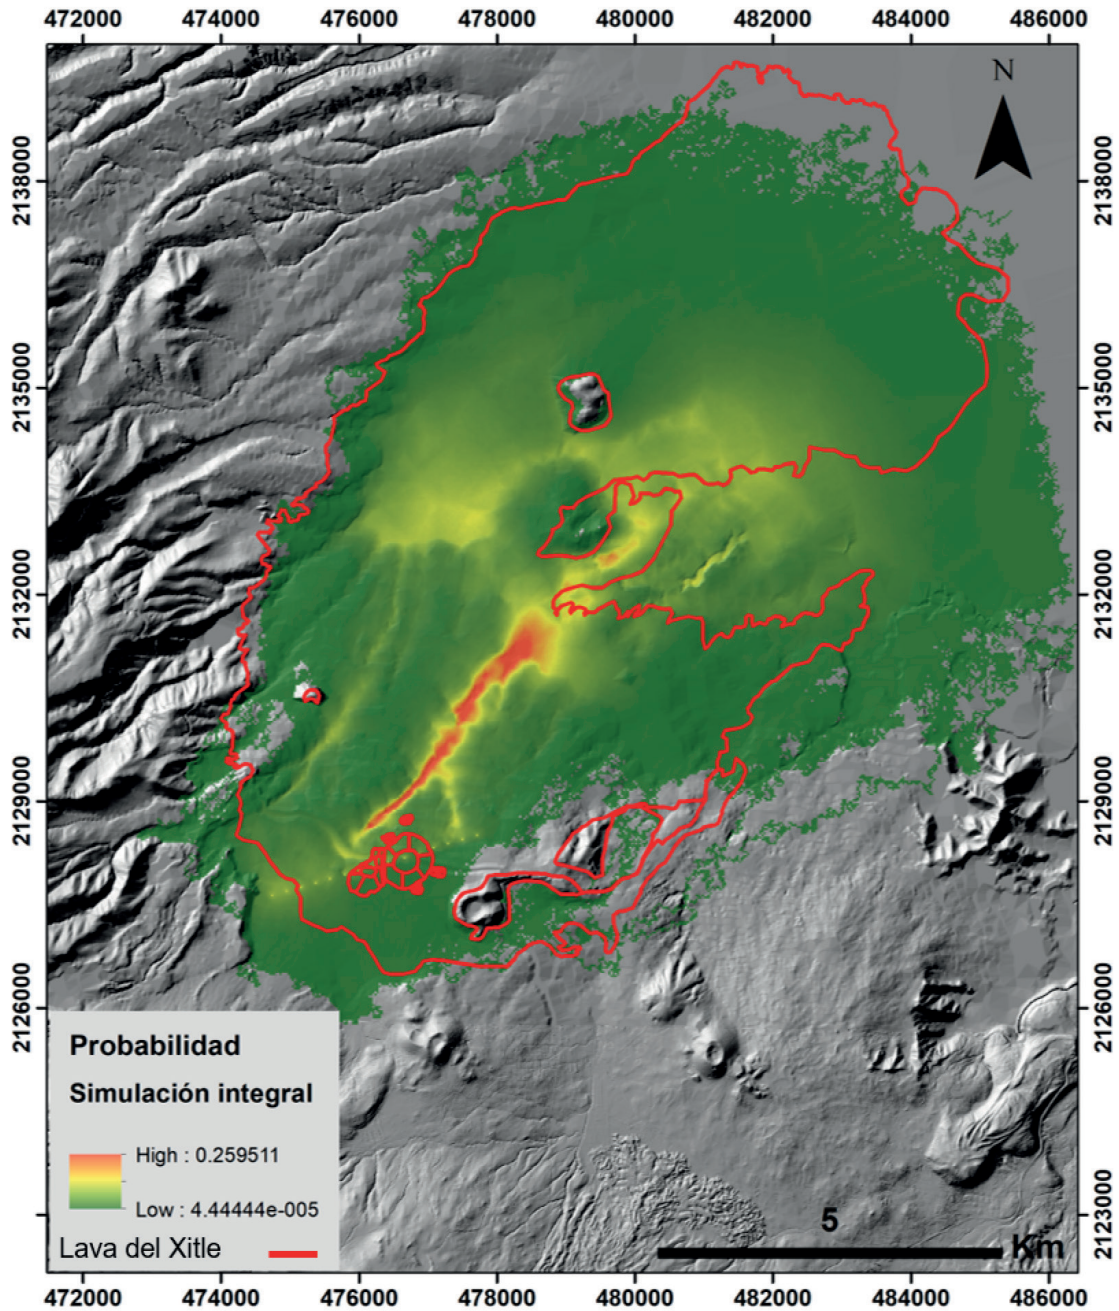 472000 474000 476000 478000 480000 482000 484000 486000
N
2138000 2138000
2135000 2135000
2132000 2132000
2129000 2129000
2126000 2126000
2123000 2123000
Probabilidad
Simulación integral
High : 0.259511
Low : 4.44444e-005
Lava del Xitle
5
Km
472000 474000 476000 478000 480000 482000 484000 486000